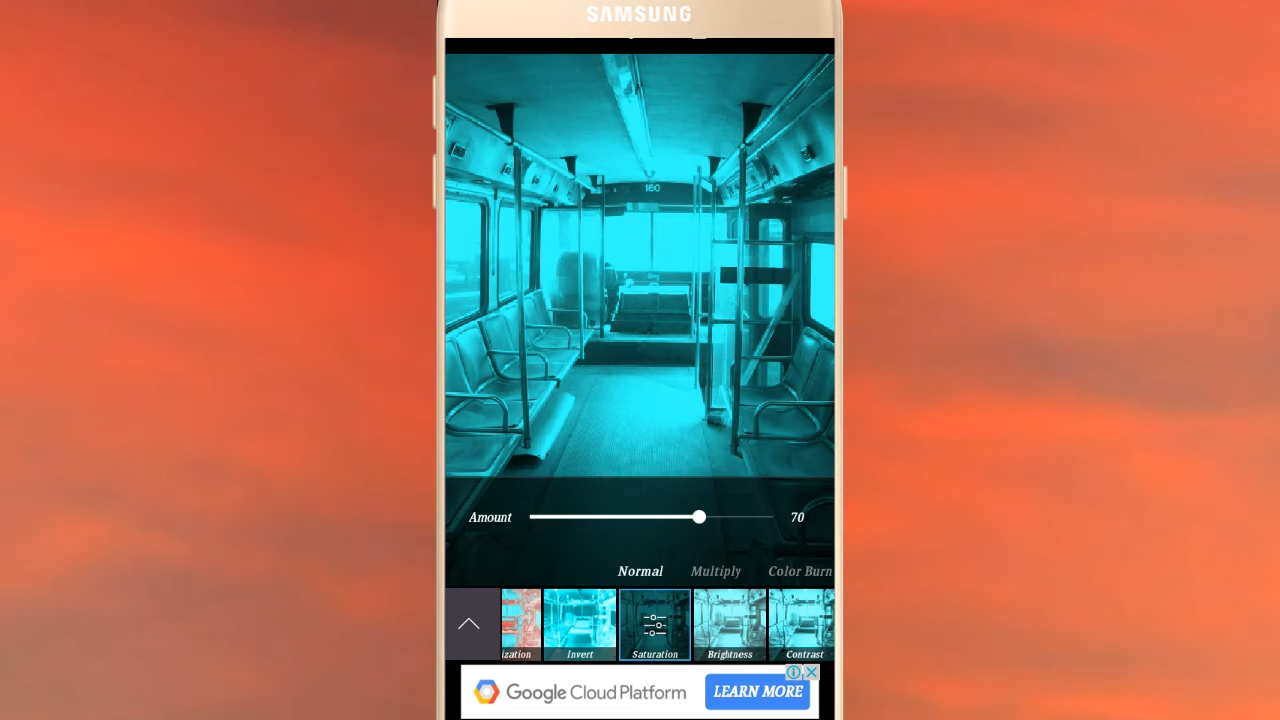 SAMSUNG
160
Amount 70
Normal Multiply Color Burn
ization Invert Saturation Brightness Contrast
Google Cloud Platform LEARN MORE